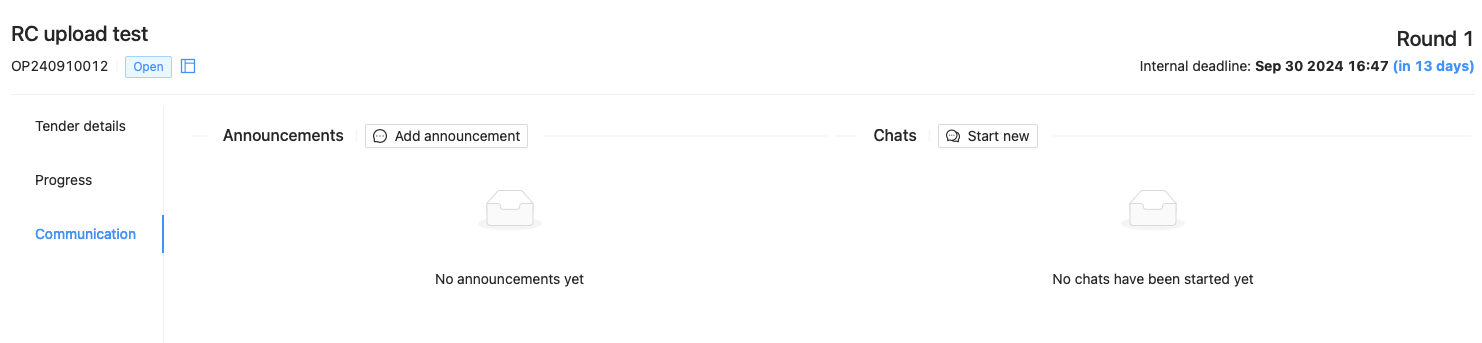 RC upload test
Round 1
OP240910012 Open
Internal deadline: Sep 30 2024 16:47 (in 13 days)
Tender details
Progress
Communication
Announcements Add announcement
No announcements yet
Chats Start new
No chats have been started yet